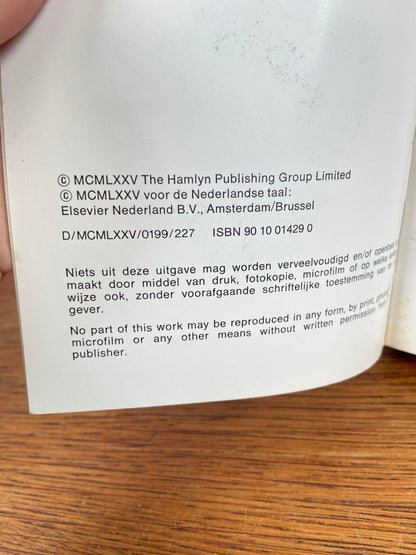 © MCMLXXV The Hamlyn Publishing Group Limited
© MCMLXXV voor de Nederlandse taal:
Elsevier Nederland B.V., Amsterdam/Brussel
D/MCMLXXV/0199/227 ISBN 90 10 01429 0
Niets uit deze uitgave mag worden verveelvoudigd en/of openbaar
maakt door middel van druk, fotokopie, microfilm of op welke
wijze ook, zonder voorafgaande schriftelijke toestemming van de
gever.
No part of this work may be reproduced in any form, by print,
microfilm or any other means without written permission from
publisher.